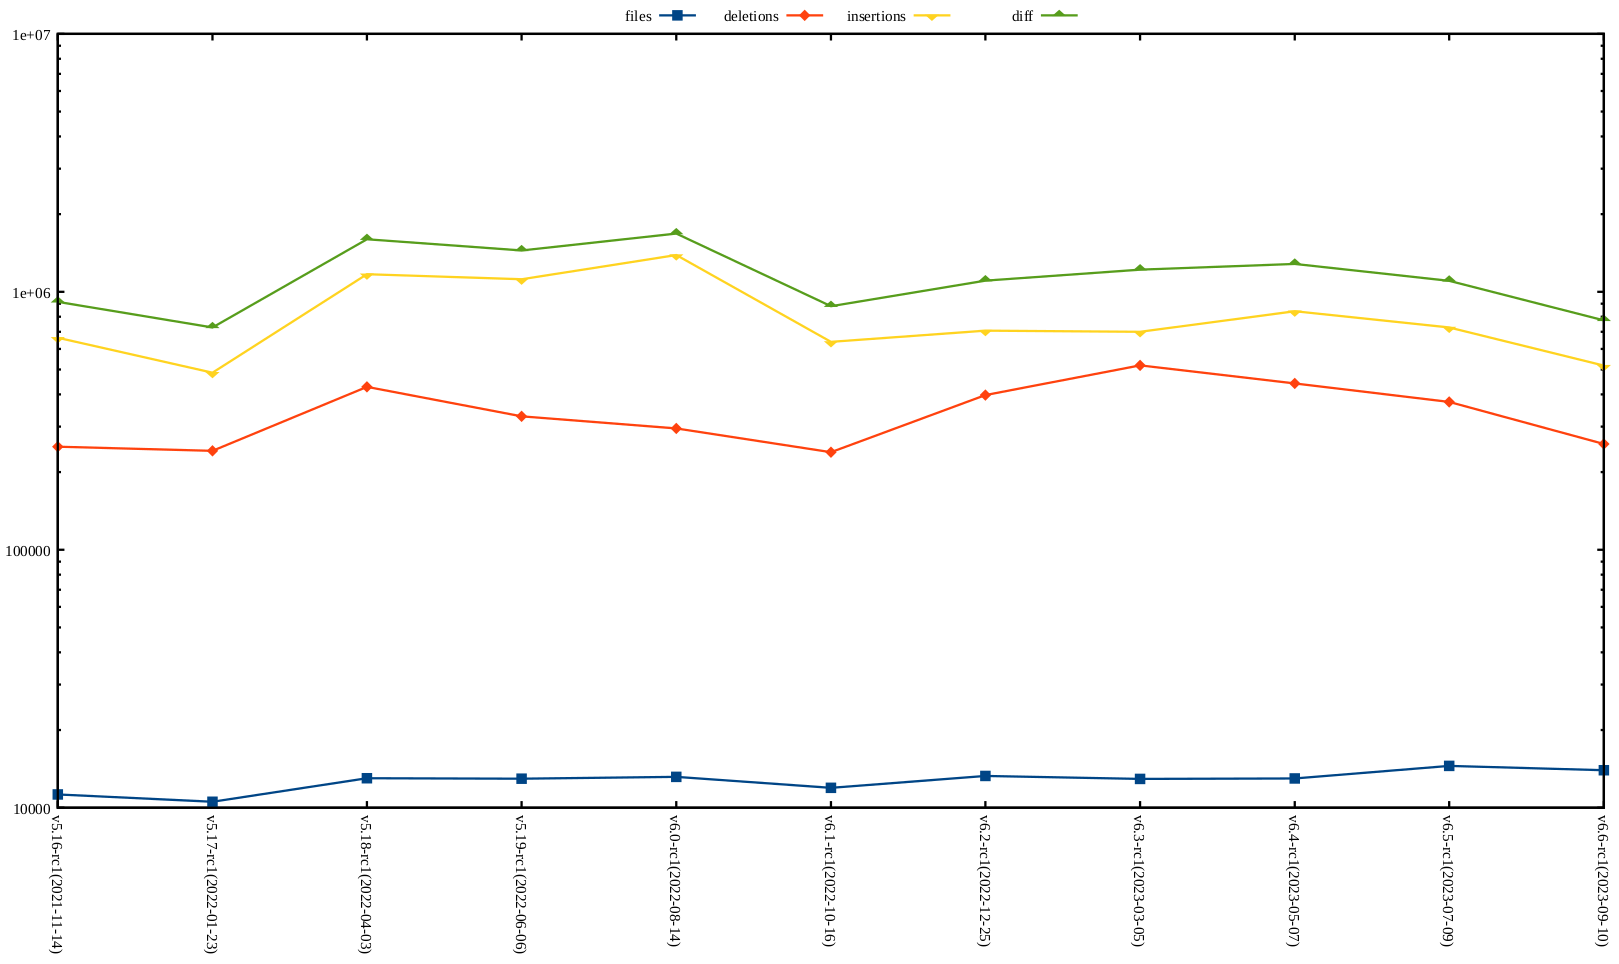 files deletions insertions diff
1e+07
1e+06
100000
10000
v5.16-rc1(2021-11-14)
v5.17-rc1(2022-01-23)
v5.18-rc1(2022-04-03)
v5.19-rc1(2022-06-06)
v6.0-rc1(2022-08-14)
v6.1-rc1(2022-10-16)
v6.2-rc1(2022-12-25)
v6.3-rc1(2023-03-05)
v6.4-rc1(2023-05-07)
v6.5-rc1(2023-07-09)
v6.6-rc1(2023-09-10)